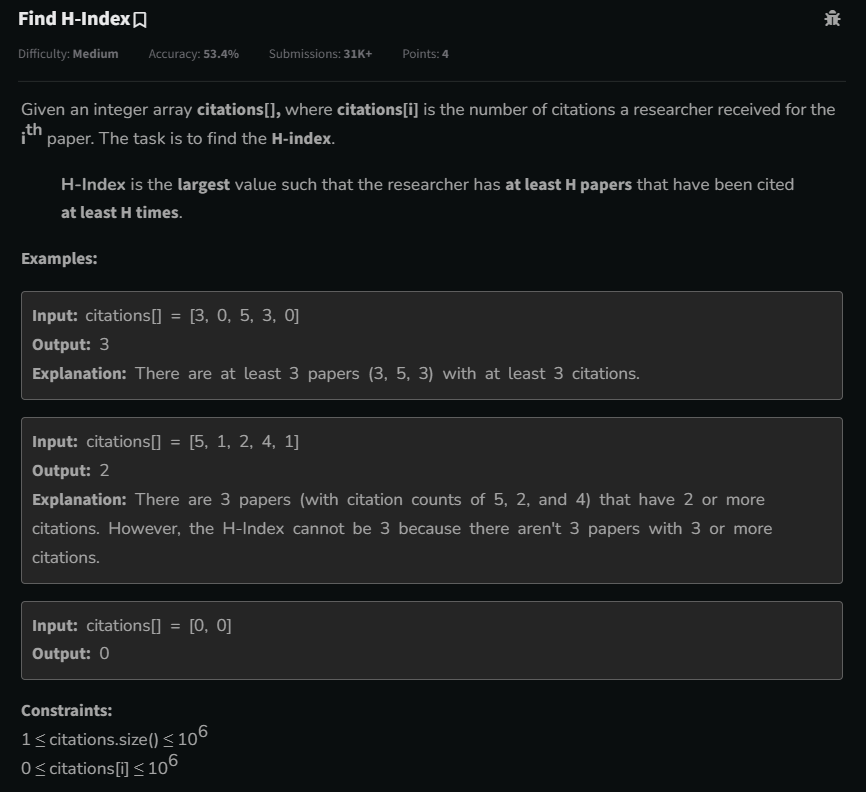 Find H-Index
Difficulty: Medium Accuracy: 53.4% Submissions: 31K+ Points: 4
Given an integer array citations[], where citations[i] is the number of citations a researcher received for the
ith paper. The task is to find the H-index.
H-Index is the largest value such that the researcher has at least H papers that have been cited
at least H times.
Examples:
Input: citations[] = [3, 0, 5, 3, 0]
Output: 3
Explanation: There are at least 3 papers (3, 5, 3) with at least 3 citations.
Input: citations[] = [5, 1, 2, 4, 1]
Output: 2
Explanation: There are 3 papers (with citation counts of 5, 2, and 4) that have 2 or more
citations. However, the H-Index cannot be 3 because there aren't 3 papers with 3 or more
citations.
Input: citations[] = [0, 0]
Output: 0
Constraints:
1 ≤ citations.size() ≤ 10^6
0 ≤ citations[i] ≤ 10^6